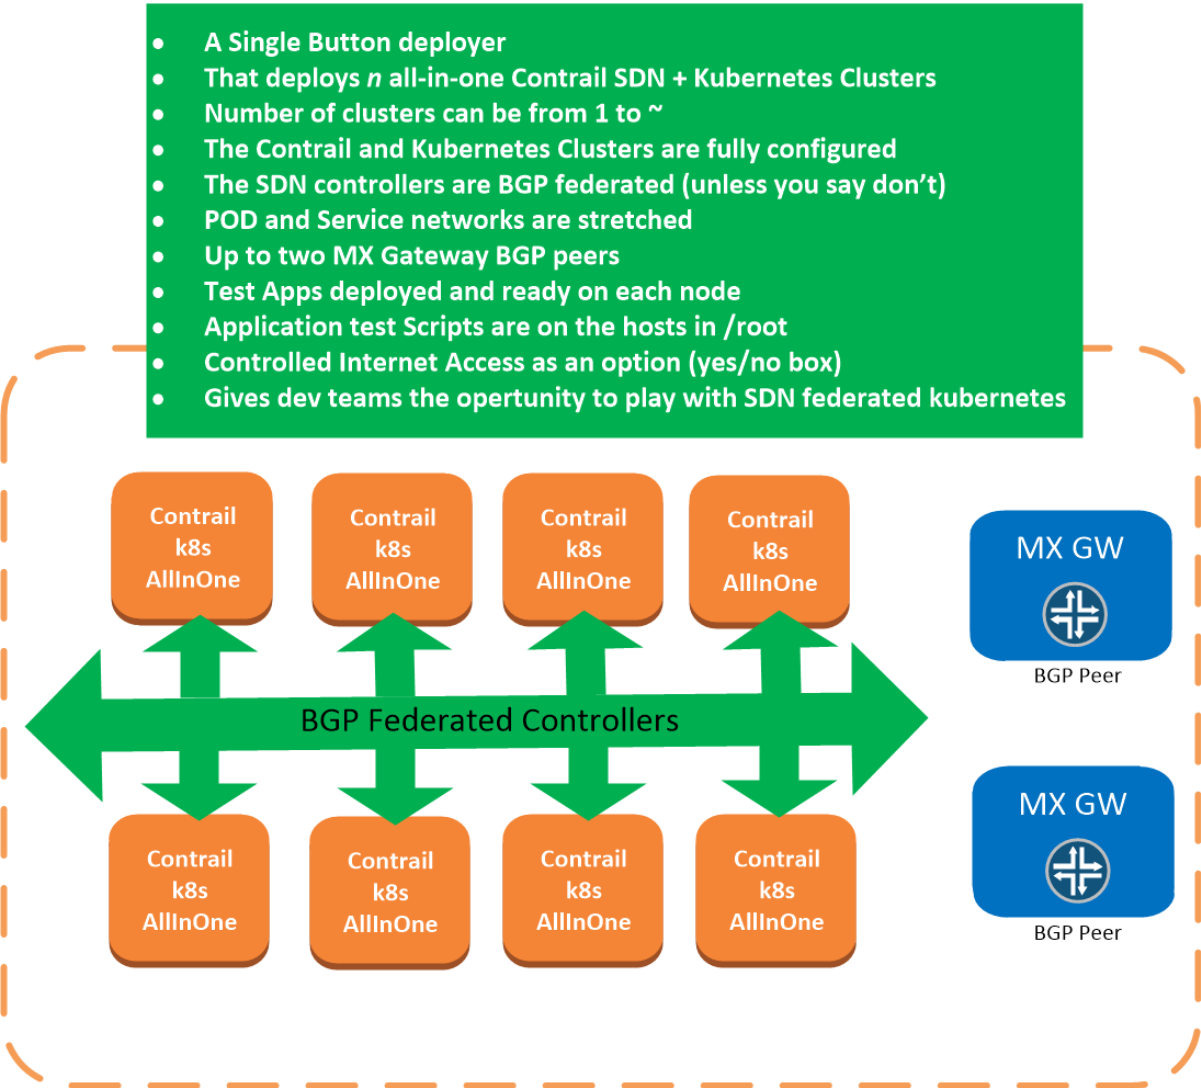 • A Single Button deployer
• That deploys n all-in-one Contrail SDN + Kubernetes Clusters
• Number of clusters can be from 1 to ~
• The Contrail and Kubernetes Clusters are fully configured
• The SDN controllers are BGP federated (unless you say don’t)
• POD and Service networks are stretched
• Up to two MX Gateway BGP peers
• Test Apps deployed and ready on each node
• Application test Scripts are on the hosts in /root
• Controlled Internet Access as an option (yes/no box)
• Gives dev teams the opertunity to play with SDN federated kubernetes
Contrail
k8s
AllInOne
Contrail
k8s
AllInOne
Contrail
k8s
AllInOne
Contrail
k8s
AllInOne
MX GW
BGP Peer
BGP Federated Controllers
Contrail
k8s
AllInOne
Contrail
k8s
AllInOne
Contrail
k8s
AllInOne
Contrail
k8s
AllInOne
MX GW
BGP Peer